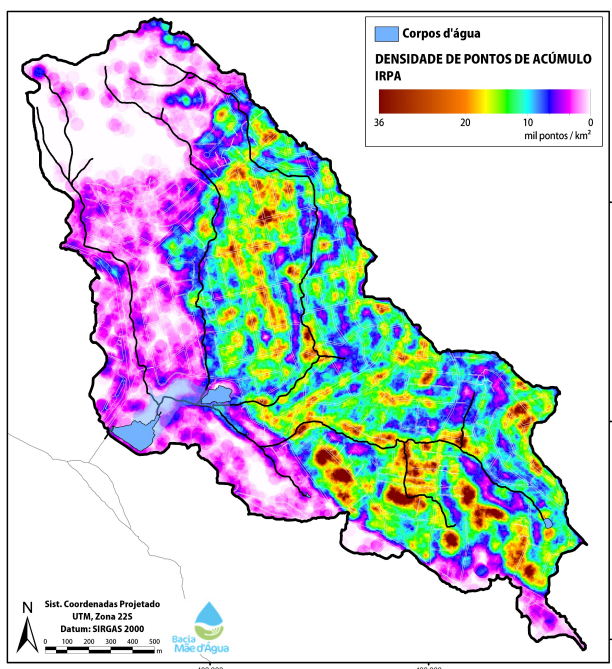 Corpos d'água
DENSIDADE DE PONTOS DE ACÚMULO
IRPA
36 20 10 0
mil pontos / km²
N
Sist. Coordenadas Projetado
UTM, Zona 22S
Datum: SIRGAS 2000
0 100 200 300 400 500
m
Bacia
Mãe d'Água